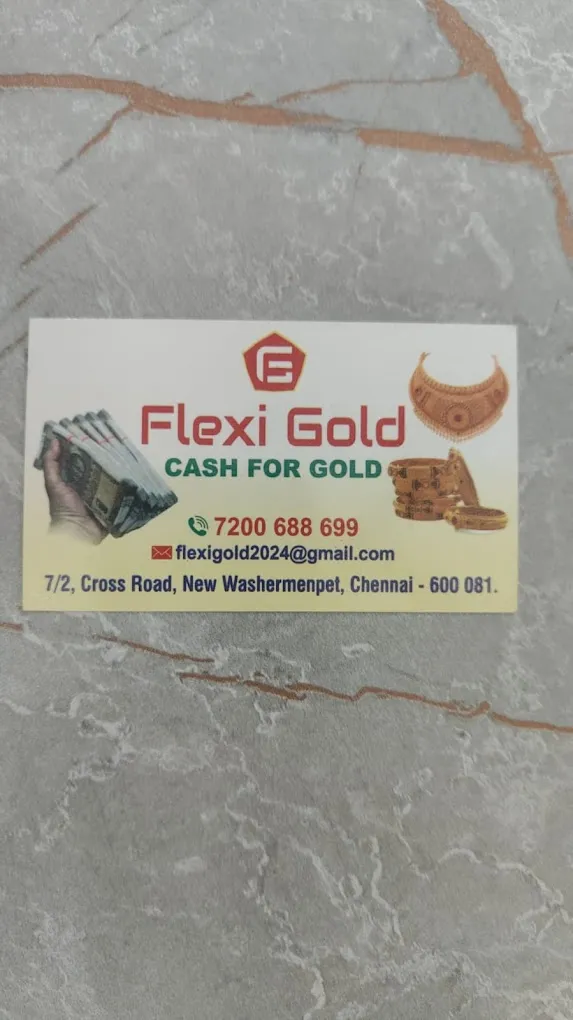 Flexi Gold
CASH FOR GOLD
7200 688 699
flexigold2024@gmail.com
7/2, Cross Road, New Washermenpet, Chennai - 600 081.